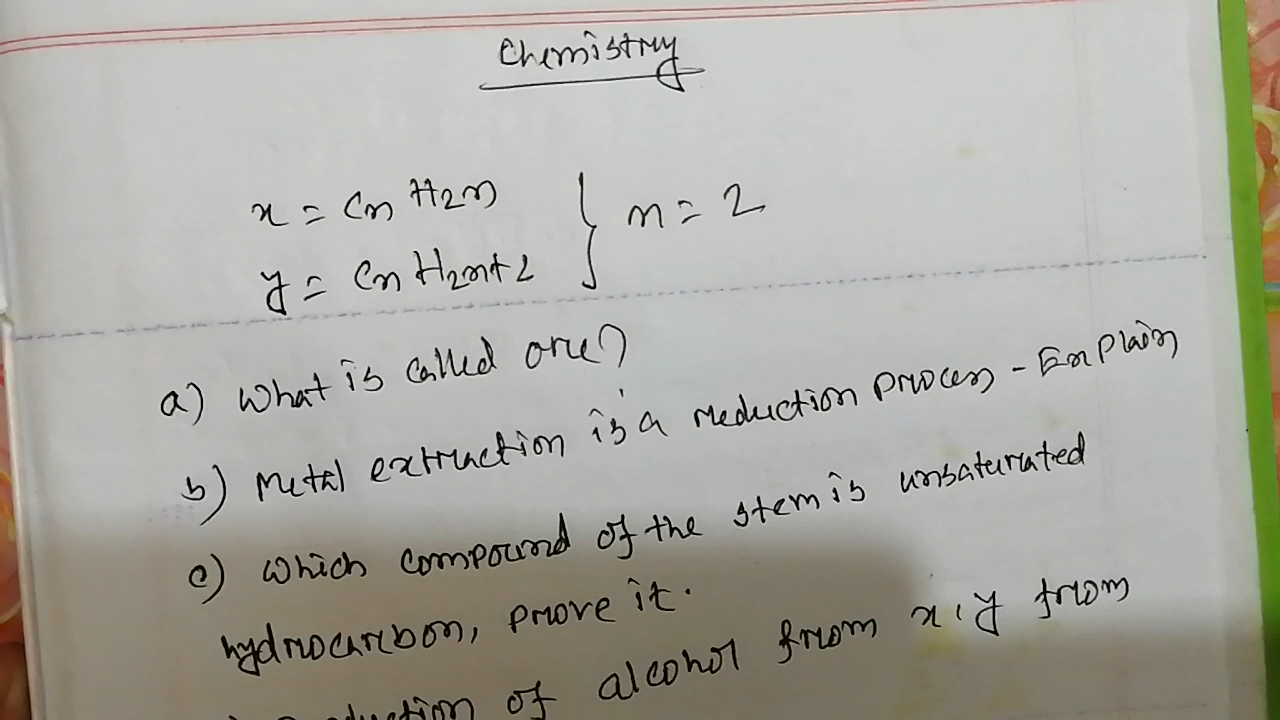 Chemistry
x = CnH2n
y = CnH2n+2 } n = 2
a) What is called ore?
b) Metal extraction is a reduction process - Explain
c) Which compound of the stem is unsaturated
hydrocarbon, prove it.
of alcohol from x, y from